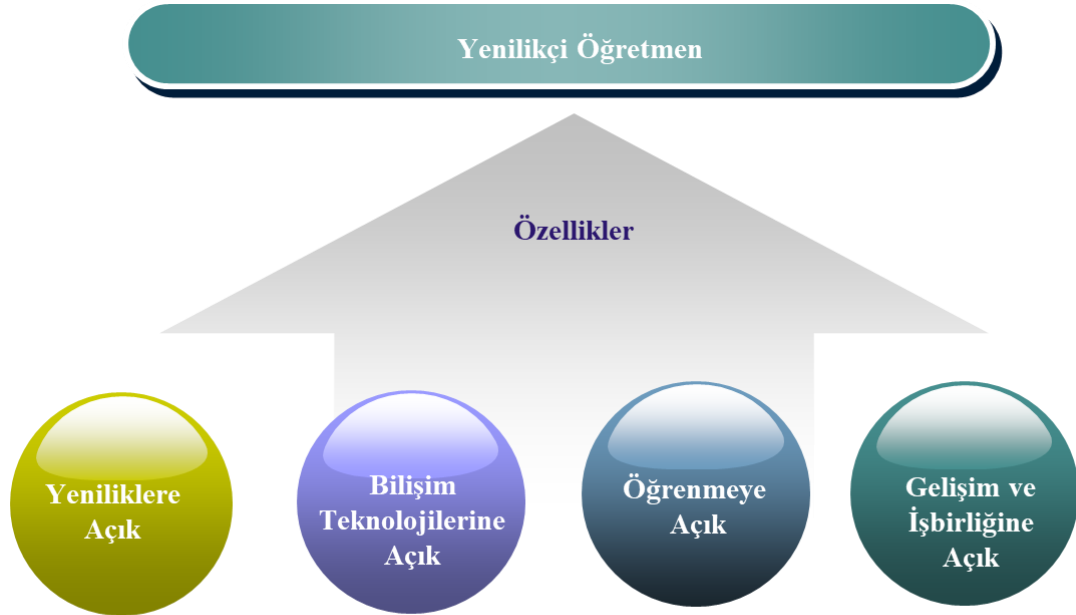 Yenilikçi Öğretmen
Özellikler
Yeniliklere
Açık
Bilişim
Teknolojilerine
Açık
Öğrenmeye
Açık
Gelişim ve
İşbirliğine
Açık